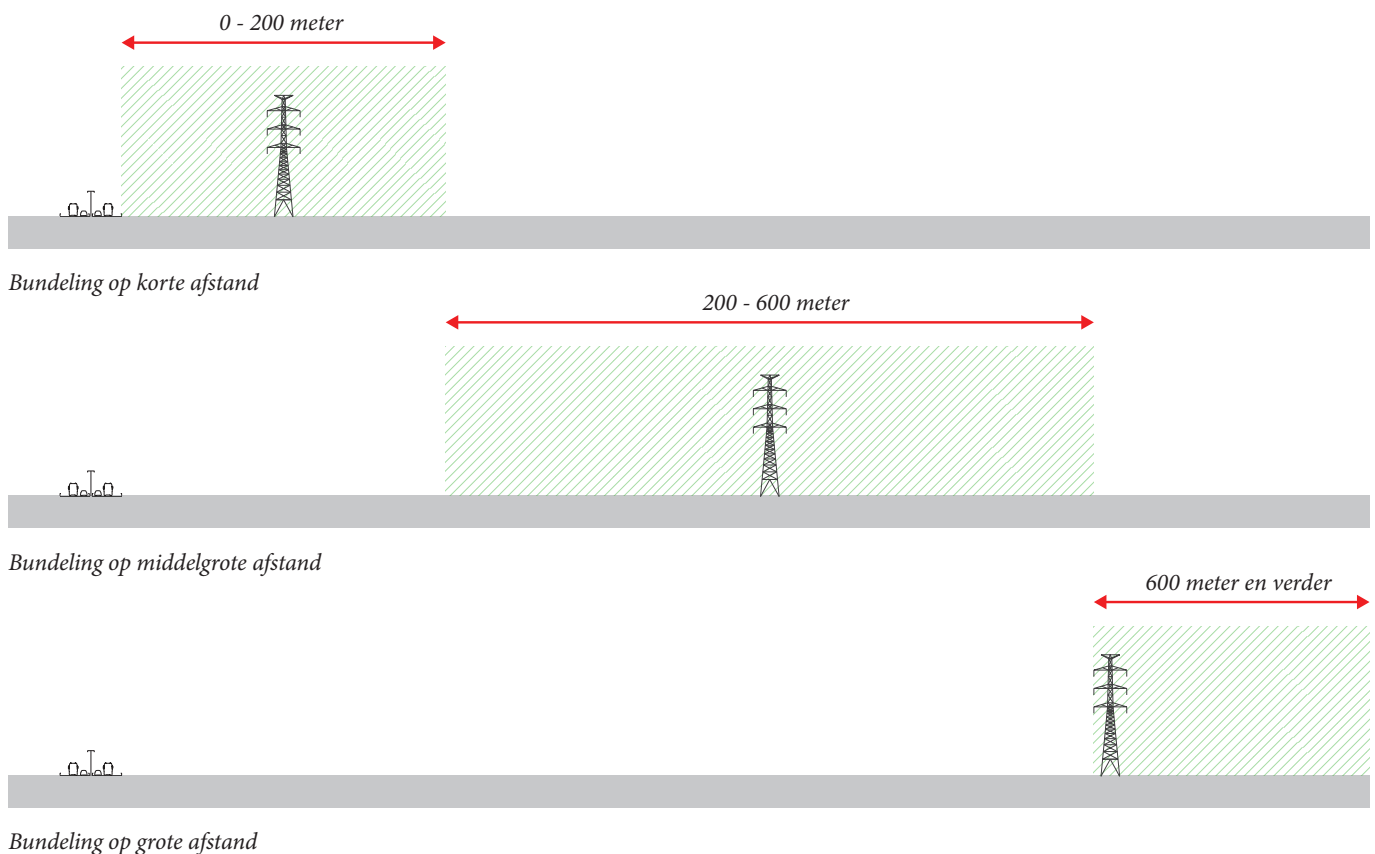 0 - 200 meter
Bundeling op korte afstand
200 - 600 meter
Bundeling op middelgrote afstand
600 meter en verder
Bundeling op grote afstand